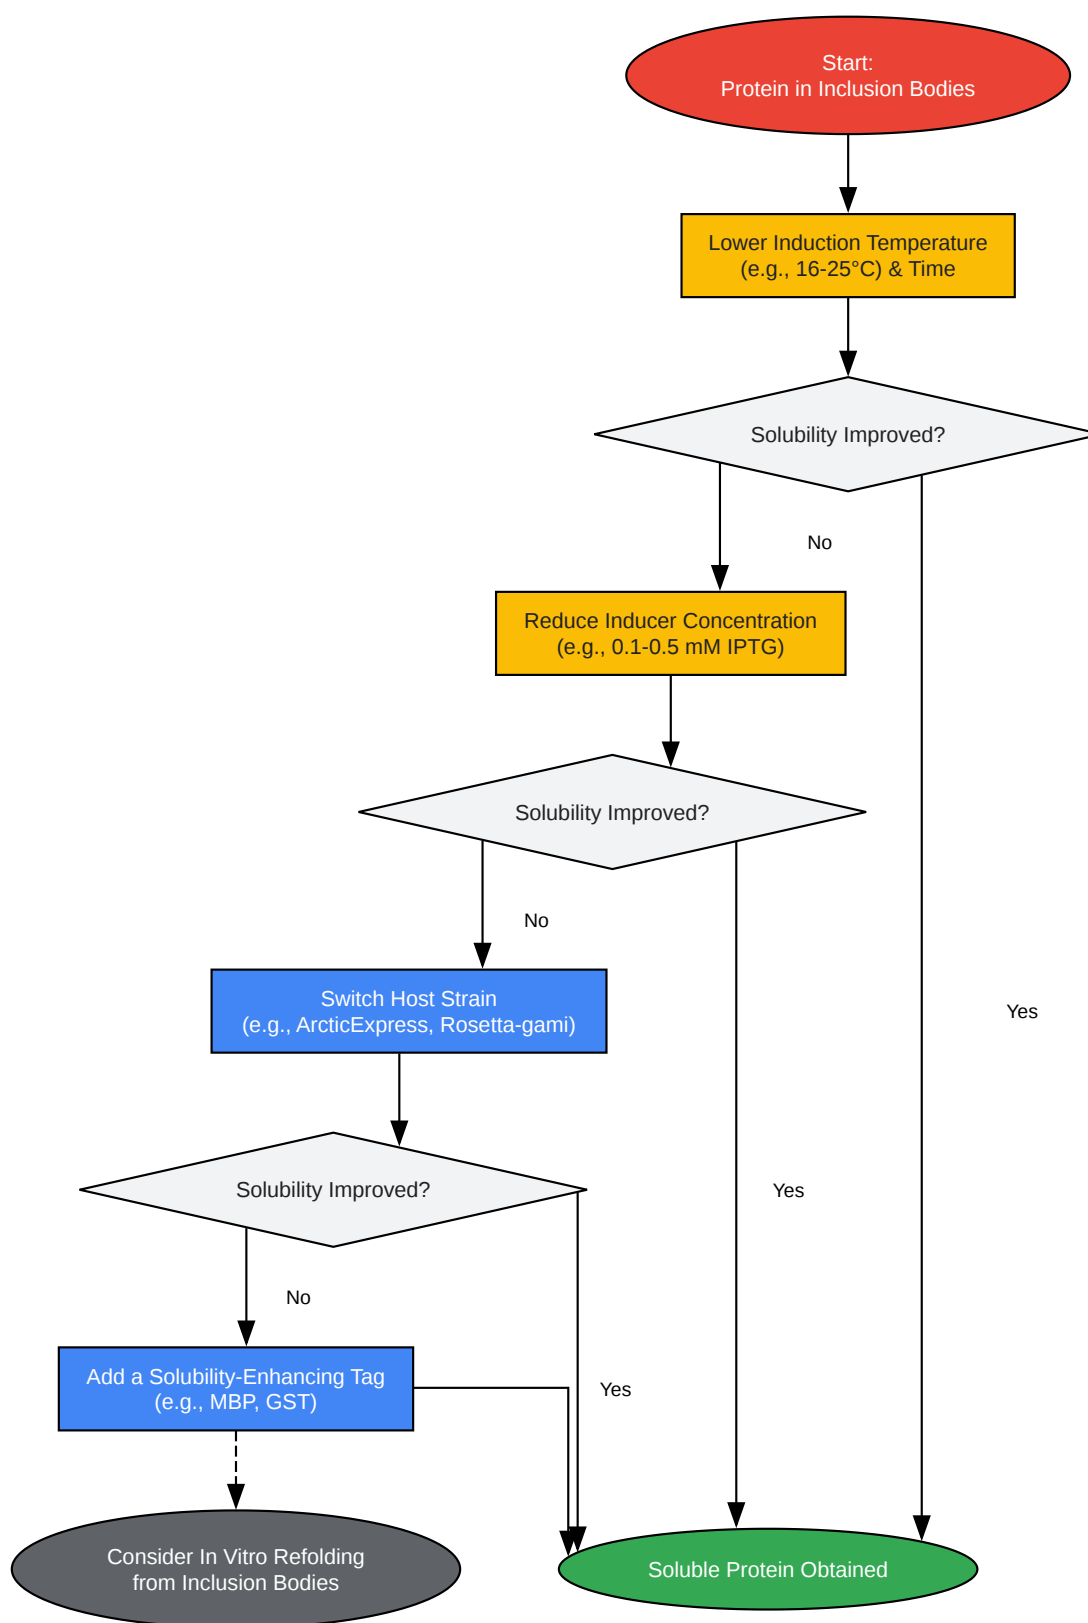 Start:
Protein in Inclusion Bodies
Lower Induction Temperature
(e.g., 16-25°C) & Time
Solubility Improved?
No
Reduce Inducer Concentration
(e.g., 0.1-0.5 mM IPTG)
Solubility Improved?
No
Switch Host Strain
(e.g., ArcticExpress, Rosetta-gami)
Yes
Solubility Improved?
Yes
No
Add a Solubility-Enhancing Tag
(e.g., MBP, GST)
Yes
Consider In Vitro Refolding
from Inclusion Bodies
Soluble Protein Obtained